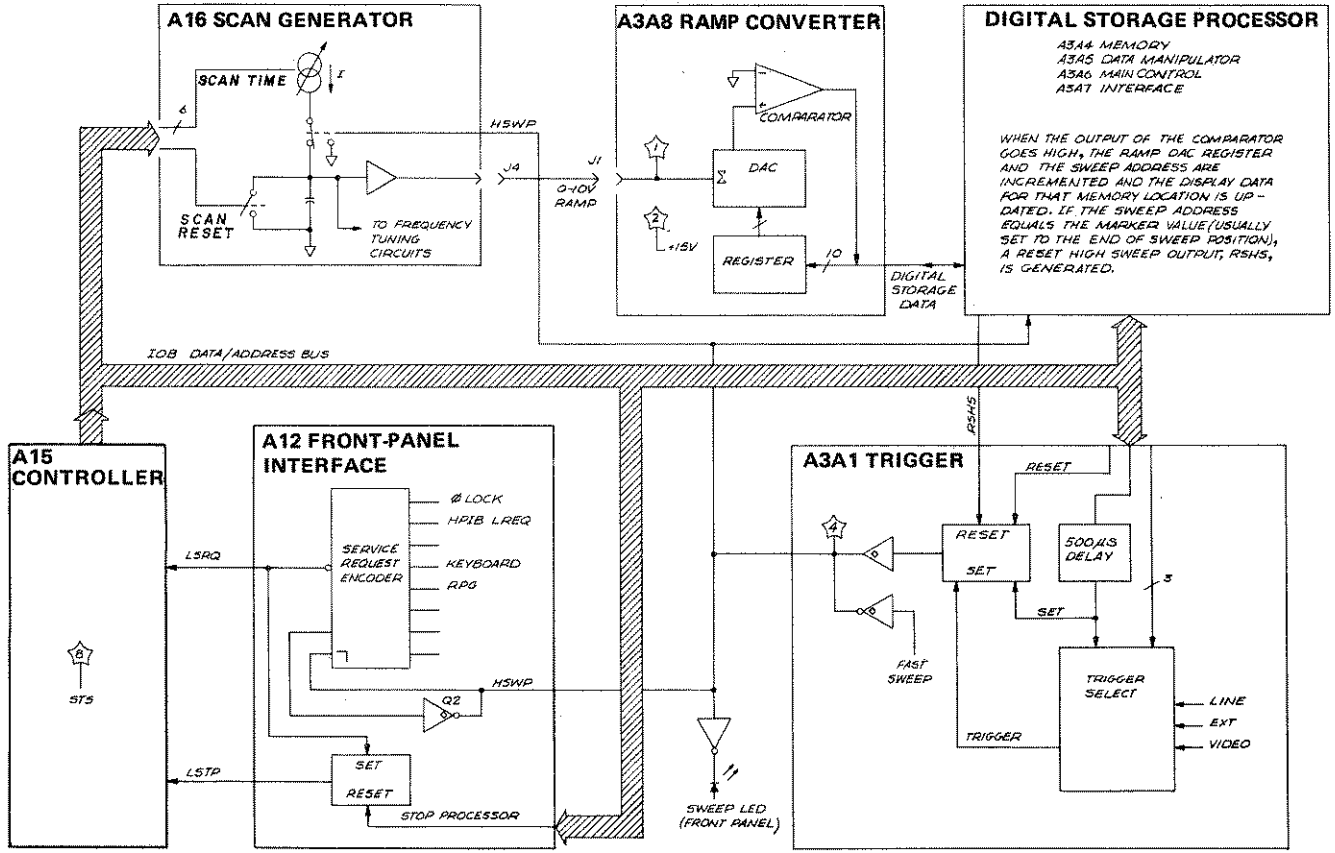 A16 SCAN GENERATOR
SCAN TIME
I
6
SCAN
RESET
TO FREQUENCY
TUNING
CIRCUITS
HSWP
J4
J1
0-10V
RAMP
A3A8 RAMP CONVERTER
COMPARATOR
1
Σ
DAC
2
+15V
REGISTER
10
DIGITAL
STORAGE
DATA
DIGITAL STORAGE PROCESSOR
A3A4 MEMORY
A3A5 DATA MANIPULATOR
A3A6 MAIN CONTROL
A3A7 INTERFACE
WHEN THE OUTPUT OF THE COMPARATOR
GOES HIGH, THE RAMP DAC REGISTER
AND THE SWEEP ADDRESS ARE
INCREMENTED AND THE DISPLAY DATA
FOR THAT MEMORY LOCATION IS UP-
DATED. IF THE SWEEP ADDRESS
EQUALS THE MARKER VALUE (USUALLY
SET TO THE END OF SWEEP POSITION),
A RESET HIGH SWEEP OUTPUT, RSHS,
IS GENERATED.
IOB DATA/ADDRESS BUS
RSHS
A15
CONTROLLER
8
STS
LSRQ
LSTP
A12 FRONT-PANEL
INTERFACE
SERVICE
REQUEST
ENCODER
Ø LOCK
HPIB LREQ
KEYBOARD
RPG
HSWP
Q2
SET
RESET
STOP PROCESSOR
SWEEP LED
(FRONT PANEL)
A3A1 TRIGGER
4
RESET
RESET
SET
500µS
DELAY
3
SET
FAST
SWEEP
TRIGGER
TRIGGER
SELECT
LINE
EXT
VIDEO